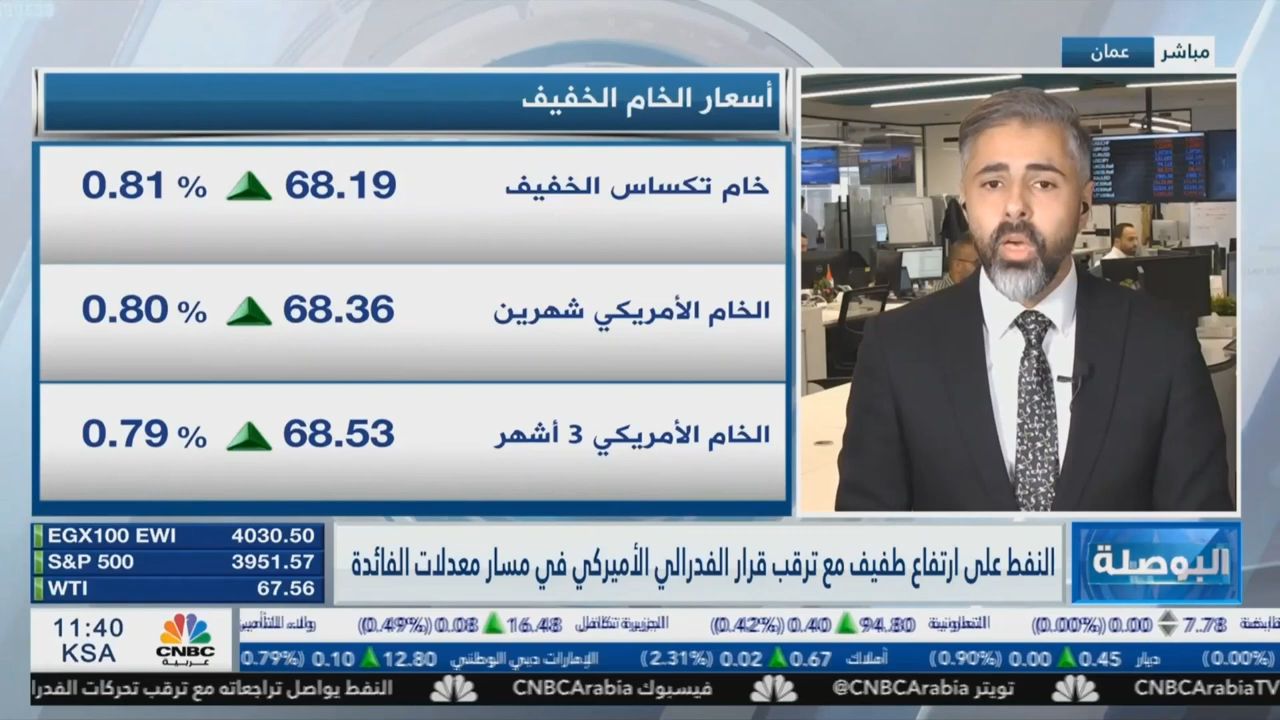 مباشر عمان
أسعار الخام الخفيف
خام تكساس الخفيف 68.19 0.81 %
الخام الأمريكي شهرين 68.36 0.80 %
الخام الأمريكي 3 أشهر 68.53 0.79 %
البوصلة
النفط على ارتفاع طفيف مع ترقب قرار الفدرالي الأميركي في مسار معدلات الفائدة
EGX100 EWI 4030.50
S&P 500 3951.57
WTI 67.56
11:40
KSA
CNBC
عربية
7.78 0.00 (0.00%) التعاونية 94.80 0.40 (0.42%) الجزيرة تكافل 16.48 0.08 (0.49%)
(0.00%) ديار 0.45 0.00 (0.90%) أملاك 0.67 0.02 (2.31%) الإمارات دبي الوطني 12.80 0.10 0.79%)
CNBCArabiaTV تويتر @CNBCArabia فيسبوك CNBCArabia النفط يواصل تراجعاته مع ترقب تحركات الفدرا